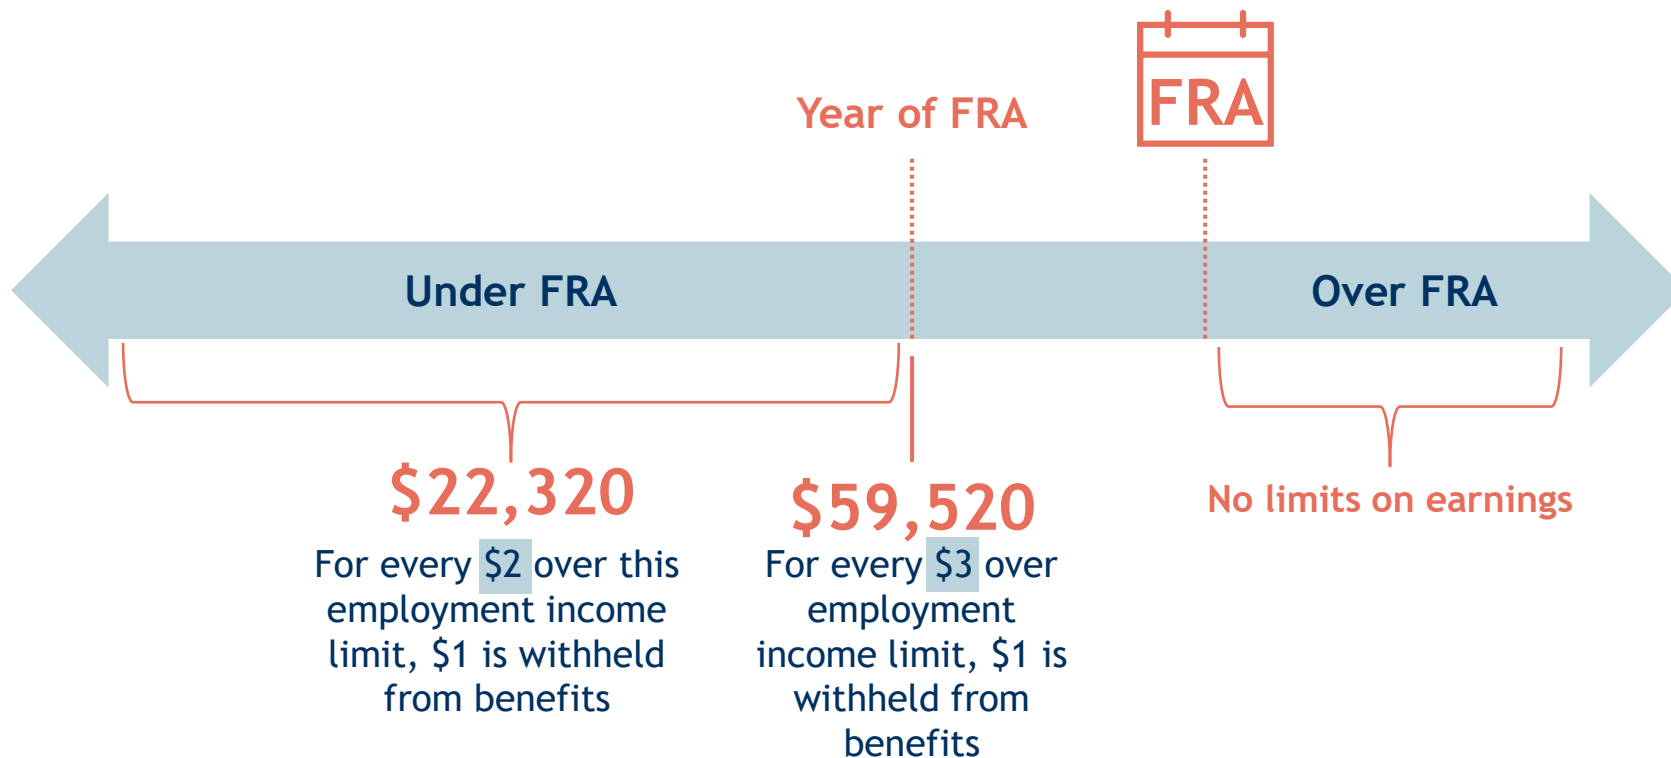 FRA
Year of FRA
Under FRA
Over FRA
$22,320
For every $2 over this
employment income
limit, $1 is withheld
from benefits
$59,520
For every $3 over
employment
income limit, $1 is
withheld from
benefits
No limits on earnings